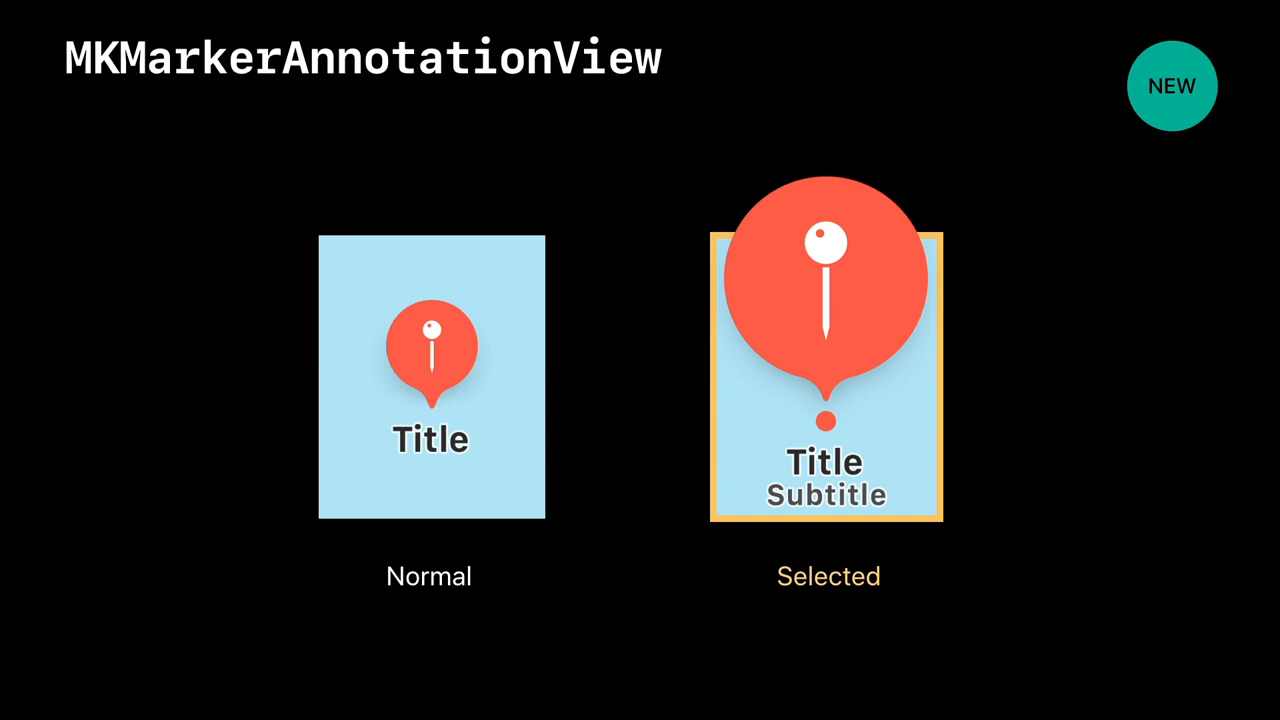 MKMarkerAnnotationView
NEW
Title
Title
Subtitle
Normal
Selected